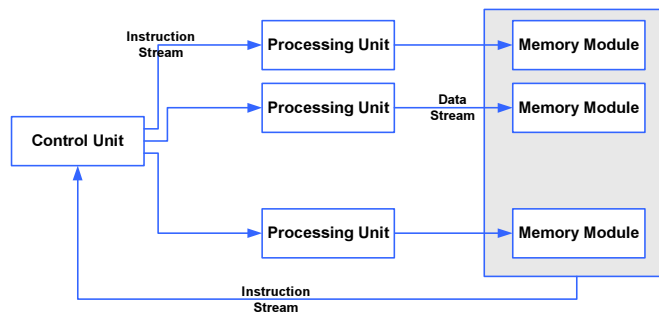 Instruction
Stream
Processing Unit
Memory Module
Control Unit
Processing Unit
Data
Stream
Memory Module
Processing Unit
Memory Module
Instruction
Stream